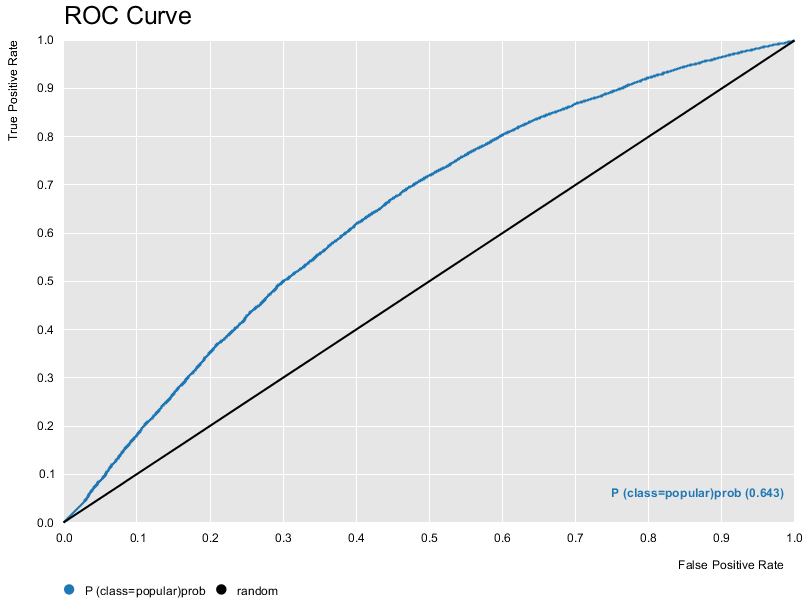 ROC Curve
True Positive Rate
1.0
0.9
0.8
0.7
0.6
0.5
0.4
0.3
0.2
0.1
0.0
P (class=popular)prob (0.643)
0.0 0.1 0.2 0.3 0.4 0.5 0.6 0.7 0.8 0.9 1.0
False Positive Rate
P (class=popular)prob random